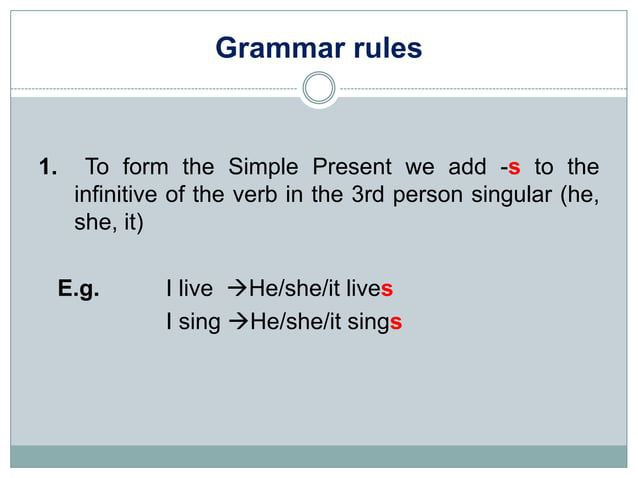 Grammar rules
1. To form the Simple Present we add -s to the
infinitive of the verb in the 3rd person singular (he,
she, it)
E.g. I live →He/she/it lives
I sing →He/she/it sings